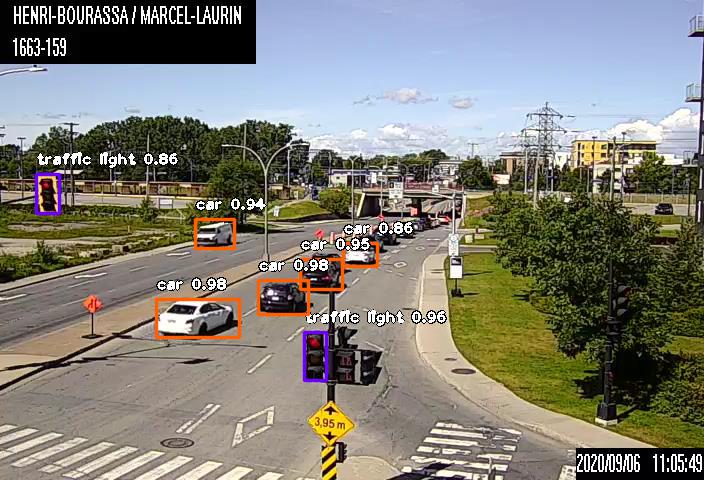 HENRI-BOURASSA / MARCEL-LAURIN
1663-159
traffic light 0.86
car 0.94
car 0.86
car 0.95
car 0.98
car 0.98
traffic light 0.96
3,95 m
2020/09/06 11:05:49